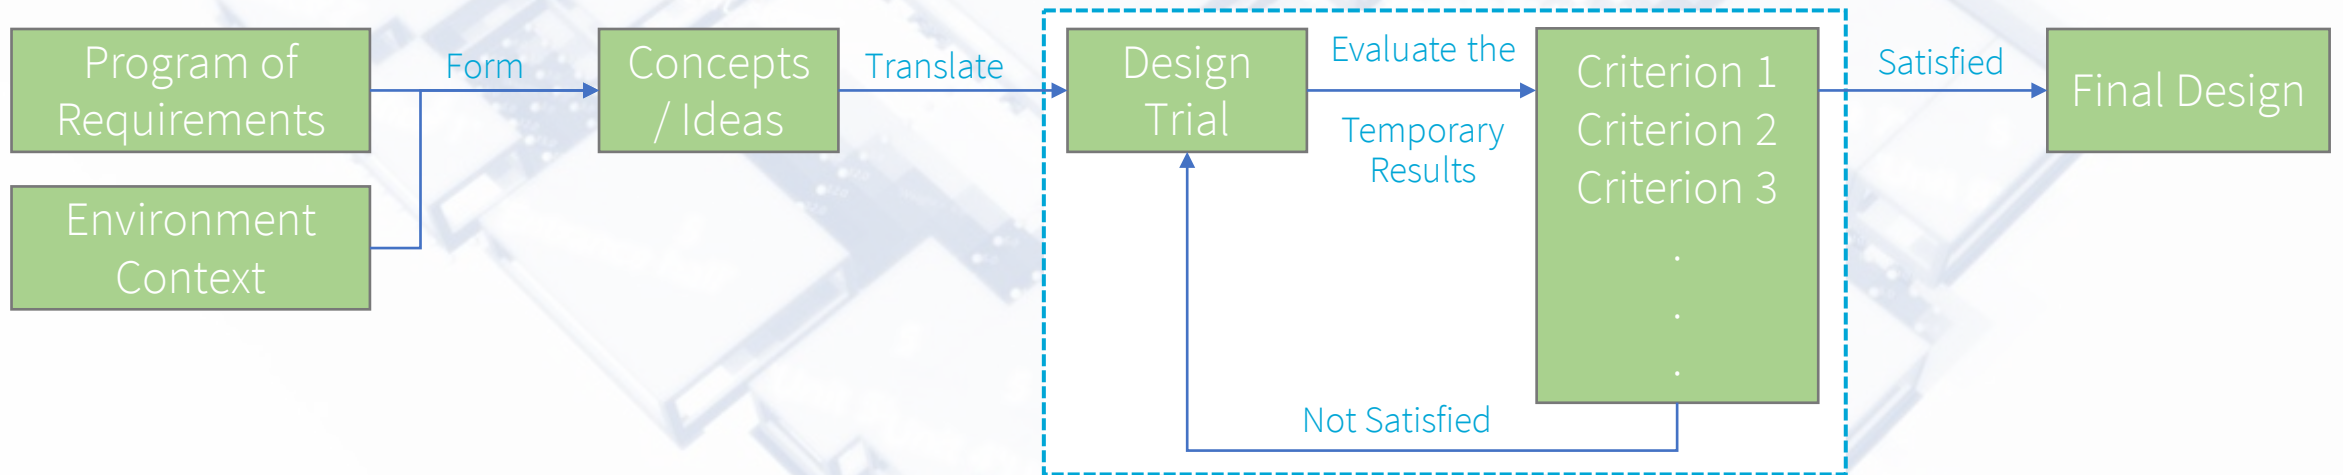 Program of
Requirements
Form
Concepts
/ Ideas
Translate
Design
Trial
Evaluate the
Temporary
Results
Criterion 1
Criterion 2
Criterion 3
.
.
.
Satisfied
Final Design
Environment
Context
Not Satisfied